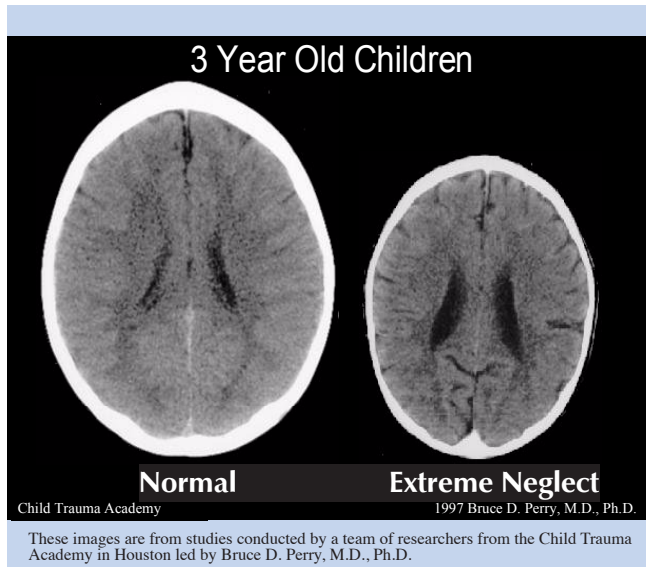 3 Year Old Children
Normal
Extreme Neglect
Child Trauma Academy
1997 Bruce D. Perry, M.D., Ph.D.
These images are from studies conducted by a team of researchers from the Child Trauma
Academy in Houston led by Bruce D. Perry, M.D., Ph.D.